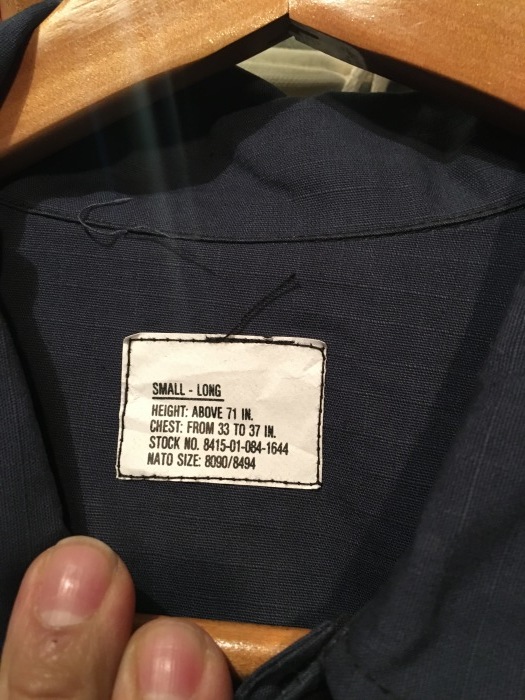 SMALL - LONG
HEIGHT: ABOVE 71 IN.
CHEST: FROM 33 TO 37 IN.
STOCK NO. 8415-01-084-1644
NATO SIZE: 8090/8494